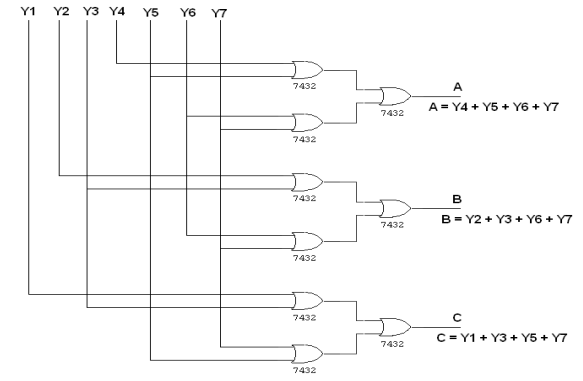 Y1 Y2 Y3 Y4 Y5 Y6 Y7
7432
A
7432
A = Y4 + Y5 + Y6 + Y7
7432
7432
B
7432
B = Y2 + Y3 + Y6 + Y7
7432
7432
C
7432
C = Y1 + Y3 + Y5 + Y7
7432